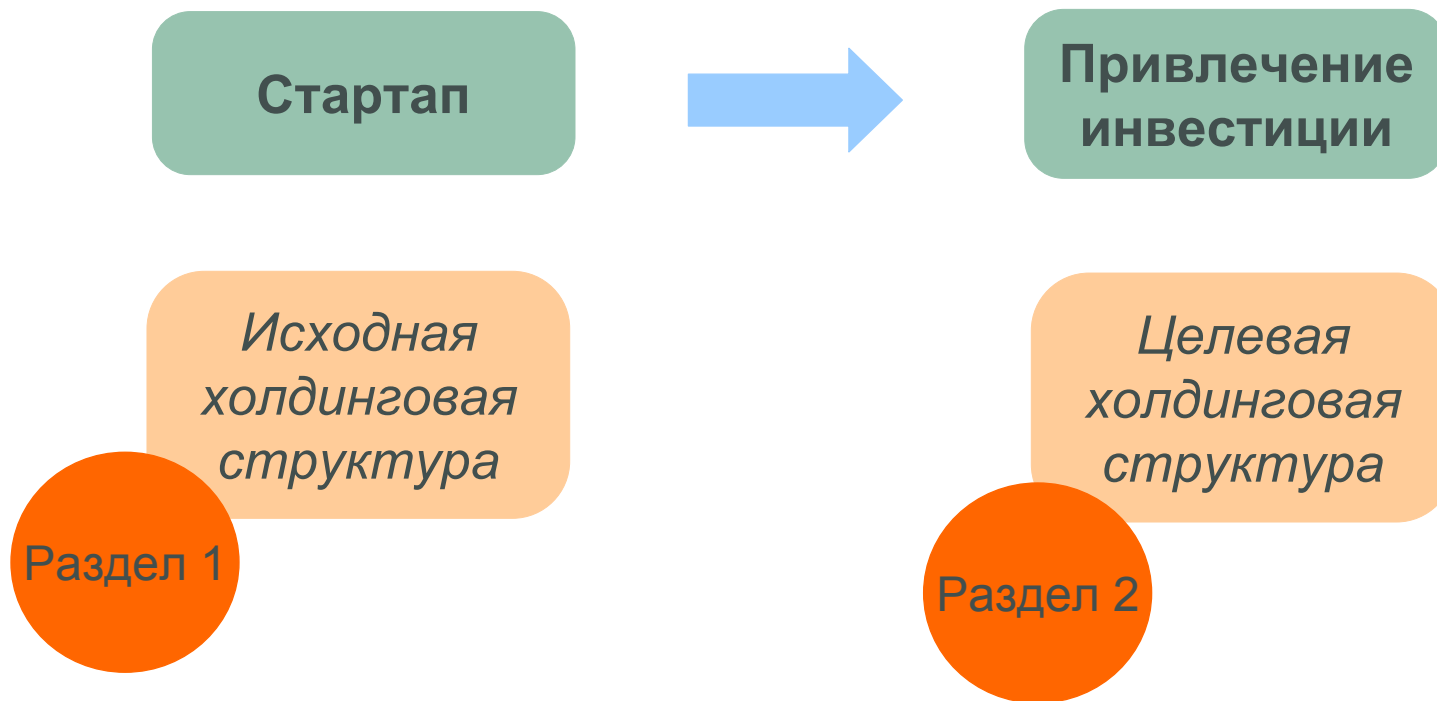 Стартап
Привлечение
инвестиции
Исходная
холдинговая
структура
Раздел 1
Целевая
холдинговая
структура
Раздел 2